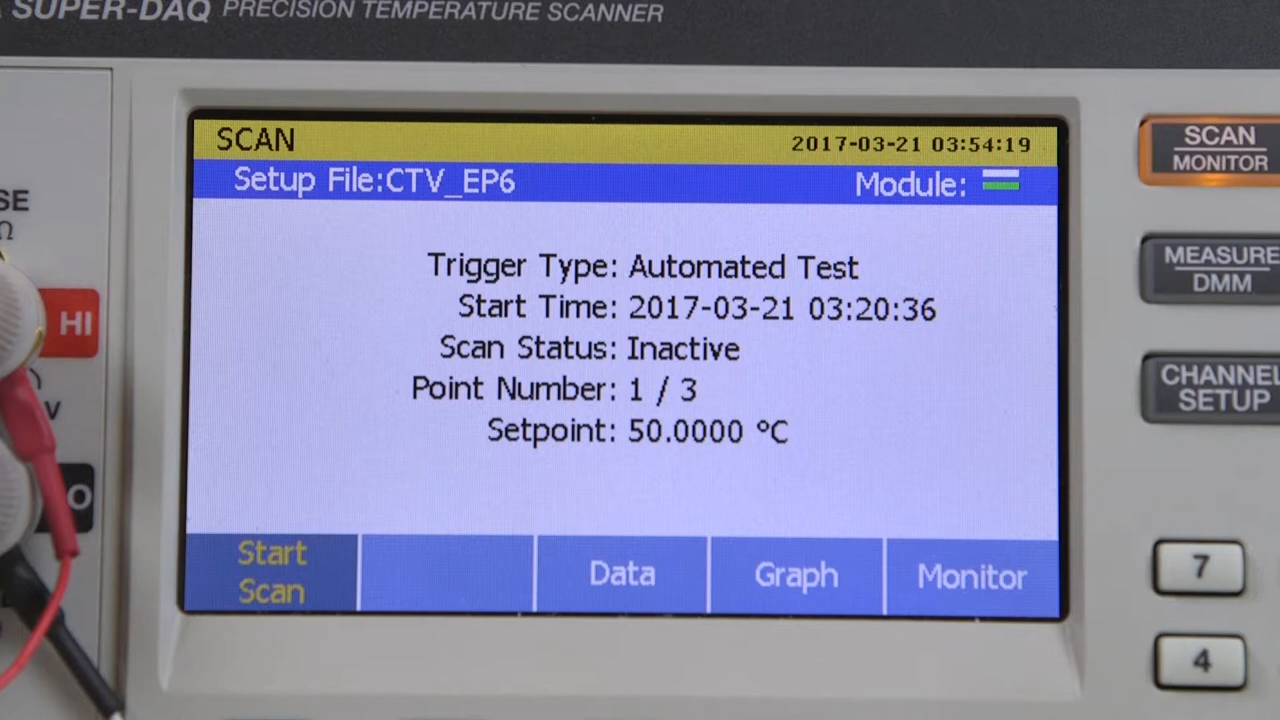 SUPER-DAQ PRECISION TEMPERATURE SCANNER
SCAN 2017-03-21 03:54:19
Setup File:CTV_EP6 Module:
Trigger Type: Automated Test
Start Time: 2017-03-21 03:20:36
Scan Status: Inactive
Point Number: 1 / 3
Setpoint: 50.0000 °C
Start Scan
Data
Graph
Monitor
SCAN
MONITOR
MEASURE
DMM
CHANNEL
SETUP
7
4
SE
Ω
HI
V
O